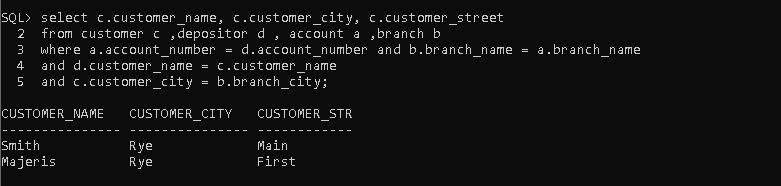 SQL> select c.customer_name, c.customer_city, c.customer_street
2 from customer c ,depositor d , account a ,branch b
3 where a.account_number = d.account_number and b.branch_name = a.branch_name
4 and d.customer_name = c.customer_name
5 and c.customer_city = b.branch_city;
CUSTOMER_NAME CUSTOMER_CITY CUSTOMER_STR
--------------- --------------- ------------
Smith Rye Main
Majeris Rye First